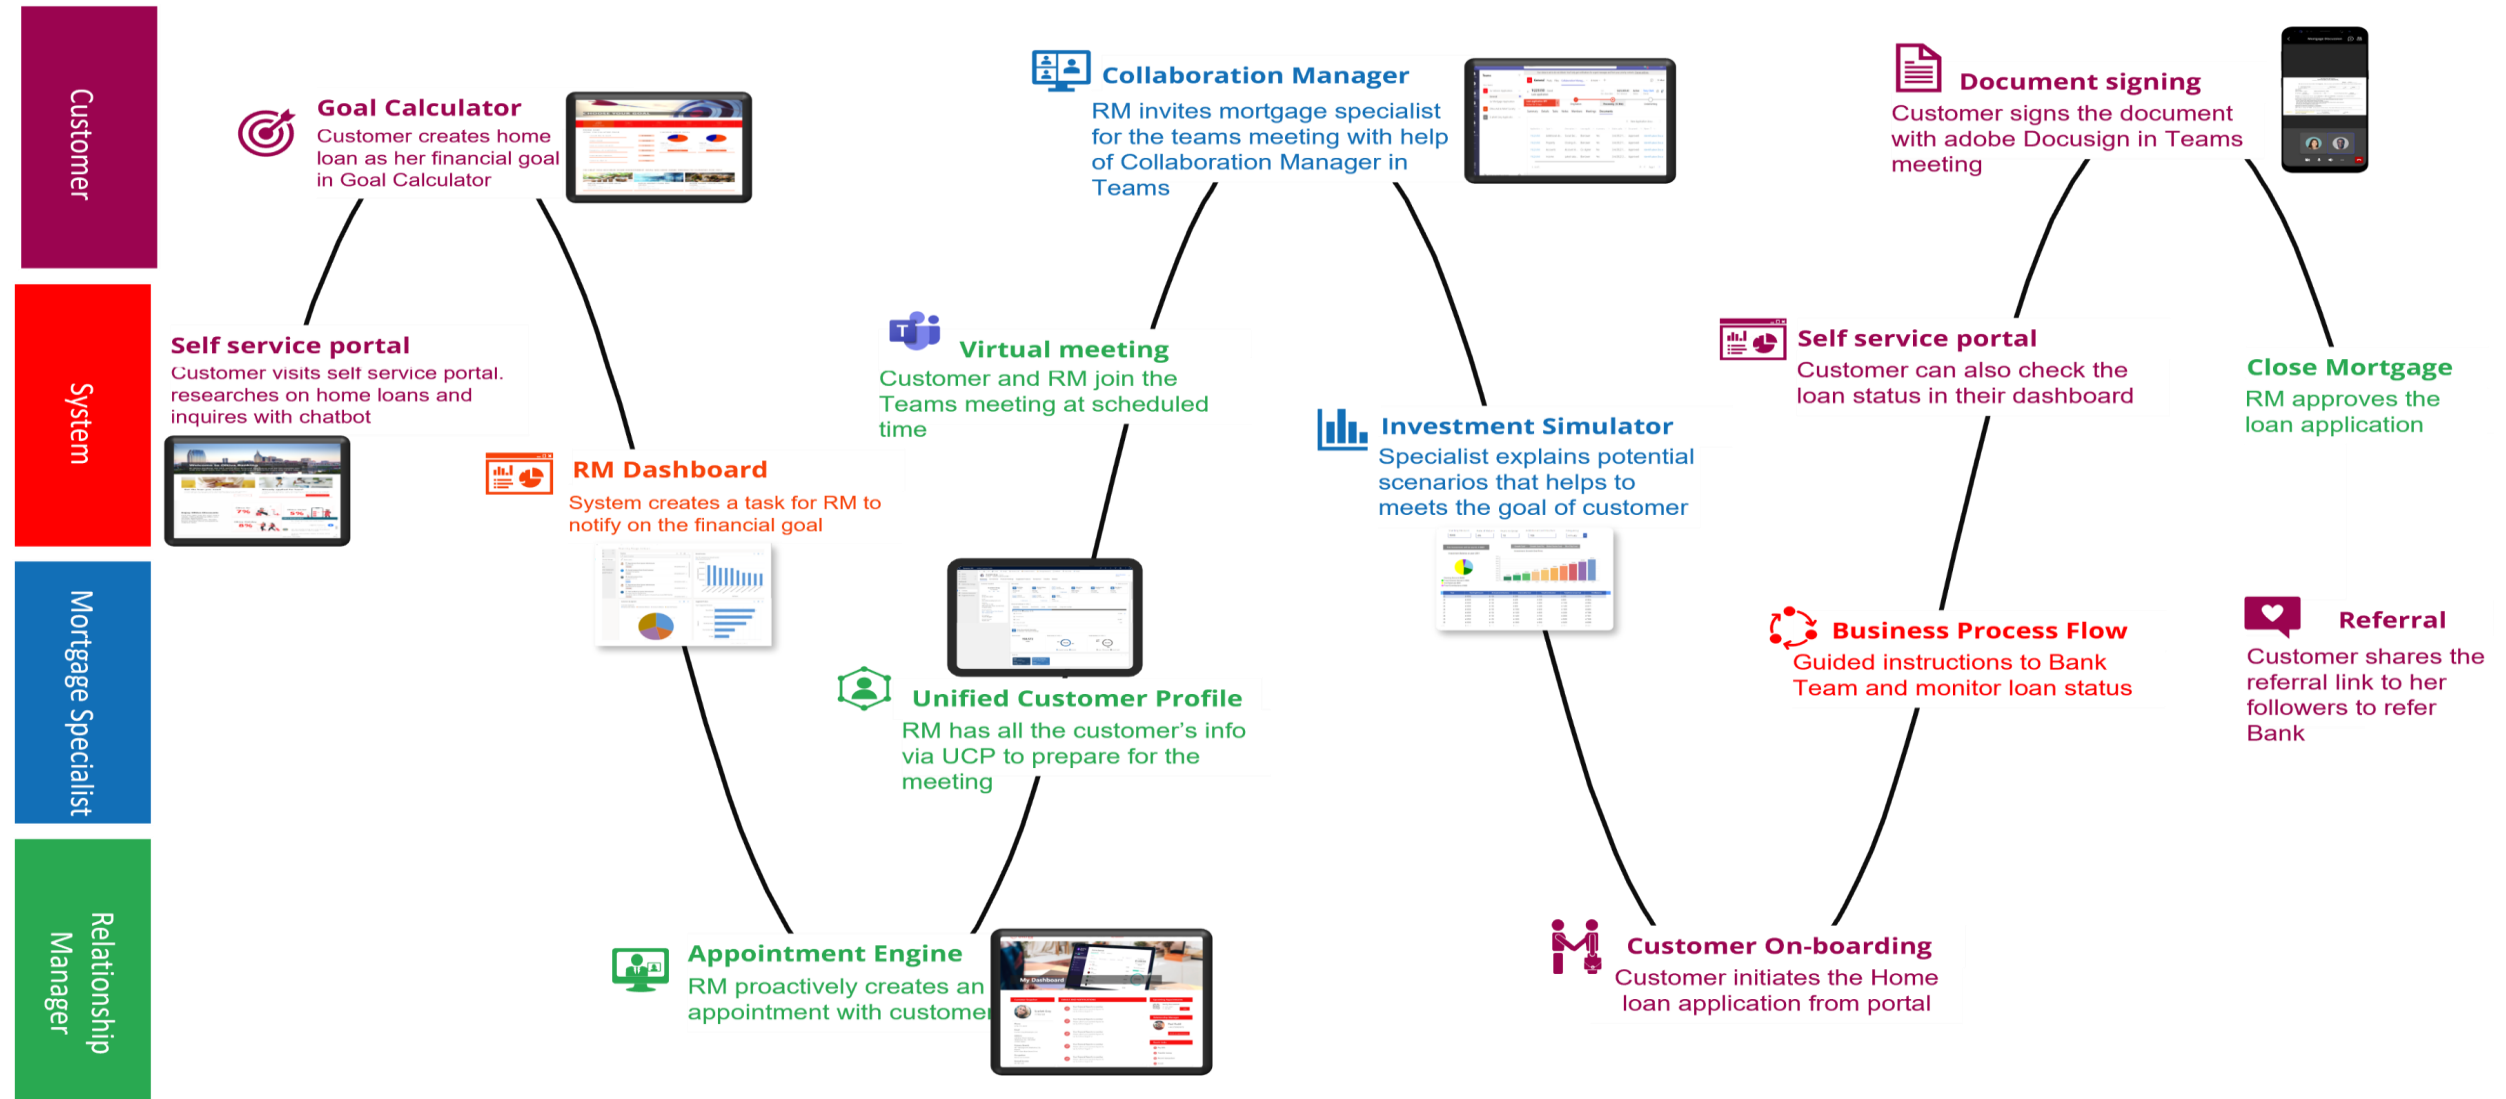 Customer
System
Mortgage Specialist
Relationship
Manager
Goal Calculator
Customer creates home
loan as her financial goal
in Goal Calculator
Self service portal
Customer visits self service portal.
researches on home loans and
inquires with chatbot
7%
5%
6%
RM Dashboard
System creates a task for RM to
notify on the financial goal
Appointment Engine
RM proactively creates an
appointment with customer
My Dashboard
Unified Customer Profile
RM has all the customer's info
via UCP to prepare for the
meeting
T
Virtual meeting
Customer and RM join the
Teams meeting at scheduled
time
Collaboration Manager
RM invites mortgage specialist
for the teams meeting with help
of Collaboration Manager in
Teams
Investment Simulator
Specialist explains potential
scenarios that helps to
meets the goal of customer
Customer On-boarding
Customer initiates the Home
loan application from portal
Business Process Flow
Guided instructions to Bank
Team and monitor loan status
Self service portal
Customer can also check the
loan status in their dashboard
Document signing
Customer signs the document
with adobe Docusign in Teams
meeting
Close Mortgage
RM approves the
loan application
Referral
Customer shares the
referral link to her
followers to refer
Bank